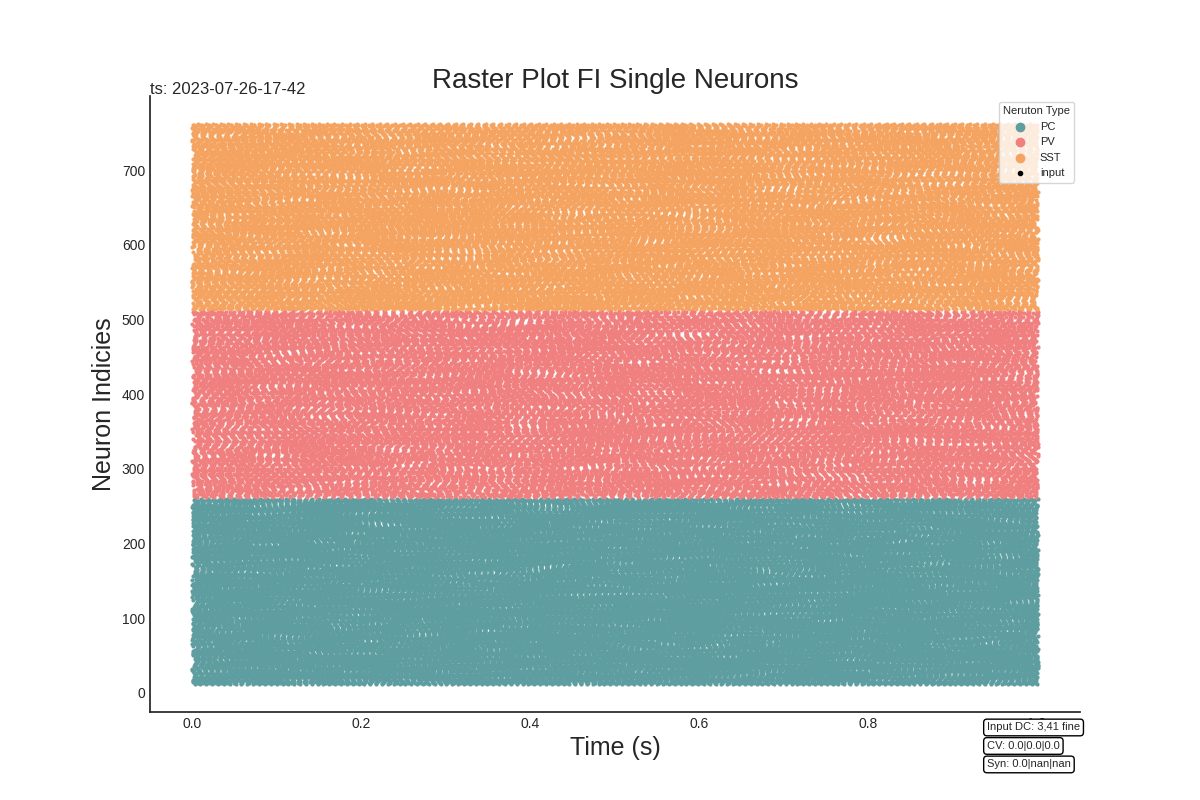 Raster Plot FI Single Neurons
ts: 2023-07-26-17-42
Neruton Type
PC
PV
SST
input
Neuron Indicies
700
600
500
400
300
200
100
0
0.0
0.2
0.4
0.6
0.8
Time (s)
Input DC: 3,41 fine
CV: 0.0|0.0|0.0
Syn: 0.0|nan|nan